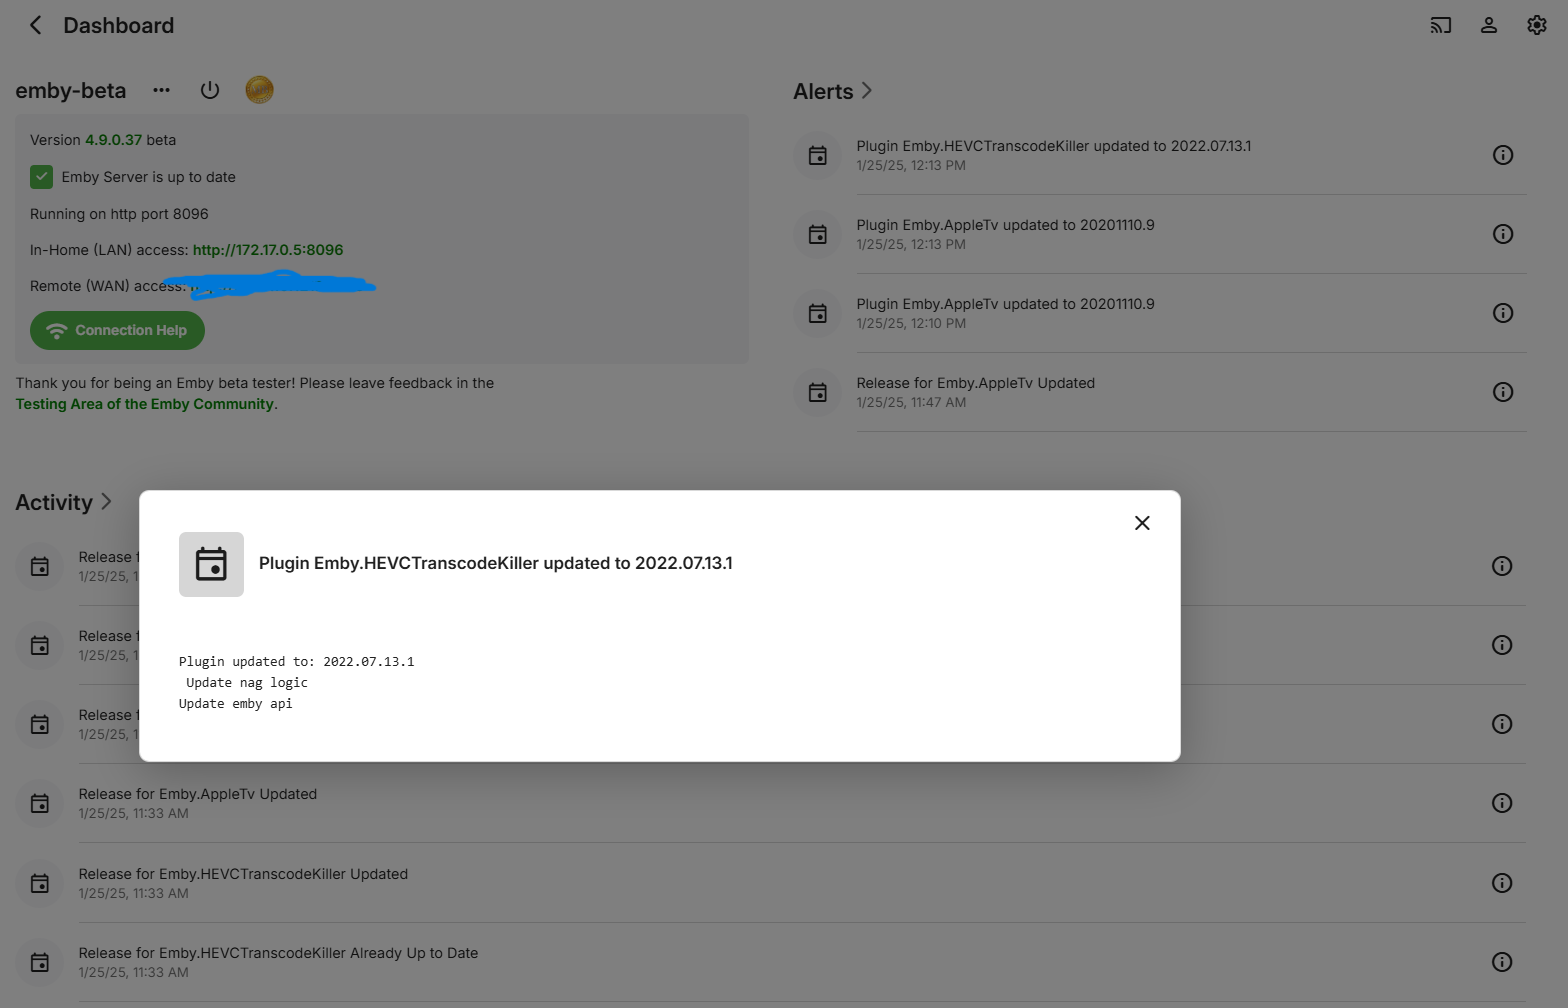 Dashboard
emby-beta
Version 4.9.0.37 beta
Emby Server is up to date
Running on http port 8096
In-Home (LAN) access: http://172.17.0.5:8096
Remote (WAN) access:
Connection Help
Thank you for being an Emby beta tester! Please leave feedback in the
Testing Area of the Emby Community.
Alerts
Plugin Emby.HEVCTranscodeKiller updated to 2022.07.13.1
1/25/25, 12:13 PM
Plugin Emby.AppleTv updated to 20201110.9
1/25/25, 12:13 PM
Plugin Emby.AppleTv updated to 20201110.9
1/25/25, 12:10 PM
Release for Emby.AppleTv Updated
1/25/25, 11:47 AM
Activity
Release
1/25/25,
Release
1/25/25,
Release
1/25/25,
Plugin Emby.HEVCTranscodeKiller updated to 2022.07.13.1
Plugin updated to: 2022.07.13.1
Update nag logic
Update emby api
Release for Emby.AppleTv Updated
1/25/25, 11:33 AM
Release for Emby.HEVCTranscodeKiller Updated
1/25/25, 11:33 AM
Release for Emby.HEVCTranscodeKiller Already Up to Date
1/25/25, 11:33 AM